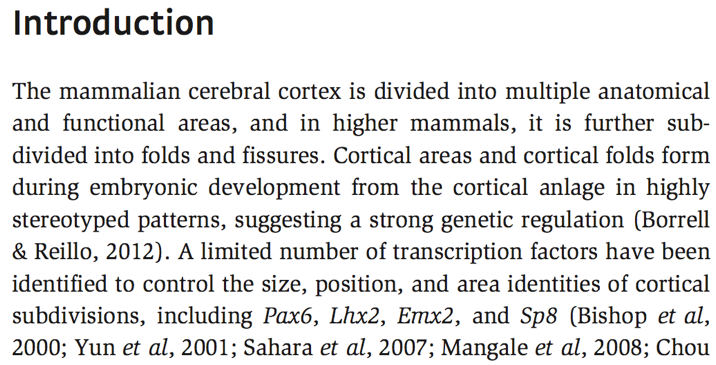 Introduction
The mammalian cerebral cortex is divided into multiple anatomical
and functional areas, and in higher mammals, it is further sub-
divided into folds and fissures. Cortical areas and cortical folds form
during embryonic development from the cortical anlage in highly
stereotyped patterns, suggesting a strong genetic regulation (Borrell
& Reillo, 2012). A limited number of transcription factors have been
identified to control the size, position, and area identities of cortical
subdivisions, including Pax6, Lhx2, Emx2, and Sp8 (Bishop et al,
2000; Yun et al, 2001; Sahara et al, 2007; Mangale et al, 2008; Chou